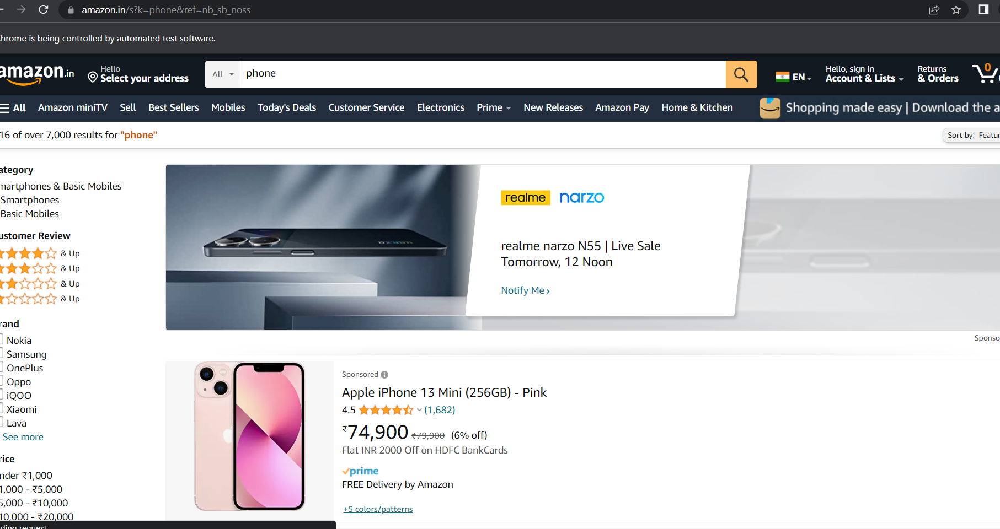 amazon.in/s?k=phone&ref=nb_sb_noss
hrome is being controlled by automated test software.
amazon.in
Hello
Select your address
All
phone
EN
Hello, sign in
Account & Lists
Returns
& Orders
0
All
Amazon miniTV
Sell
Best Sellers
Mobiles
Today's Deals
Customer Service
Electronics
Prime
New Releases
Amazon Pay
Home & Kitchen
Shopping made easy | Download the a
16 of over 7,000 results for "phone"
Sort by: Featur
ategory
martphones & Basic Mobiles
Smartphones
Basic Mobiles
ustomer Review
& Up
& Up
& Up
& Up
rand
Nokia
Samsung
OnePlus
Oppo
iQOO
Xiaomi
Lava
See more
rice
nder ₹1,000
1,000 - ₹5,000
5,000 - ₹10,000
10,000 - ₹20,000
ding request
realme narzo
realme narzo N55 | Live Sale
Tomorrow, 12 Noon
Notify Me ›
Sponso
Sponsored
Apple iPhone 13 Mini (256GB) - Pink
4.5 (1,682)
₹74,900 ₹79,900 (6% off)
Flat INR 2000 Off on HDFC BankCards
prime
FREE Delivery by Amazon
+5 colors/patterns